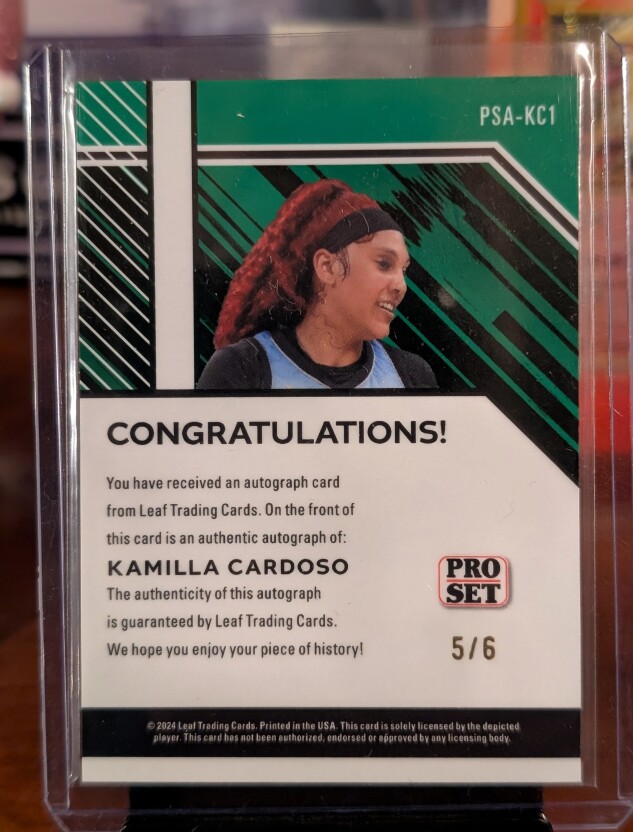 PSA-KC1
CONGRATULATIONS!
You have received an autograph card
from Leaf Trading Cards. On the front of
this card is an authentic autograph of:
KAMILLA CARDOSO
The authenticity of this autograph
is guaranteed by Leaf Trading Cards.
We hope you enjoy your piece of history!
PRO
SET
5/6
© 2024 Leaf Trading Cards. Printed in the USA. This card is solely licensed by the depicted
player. This card has not been authorized, endorsed or approved by any licensing body.